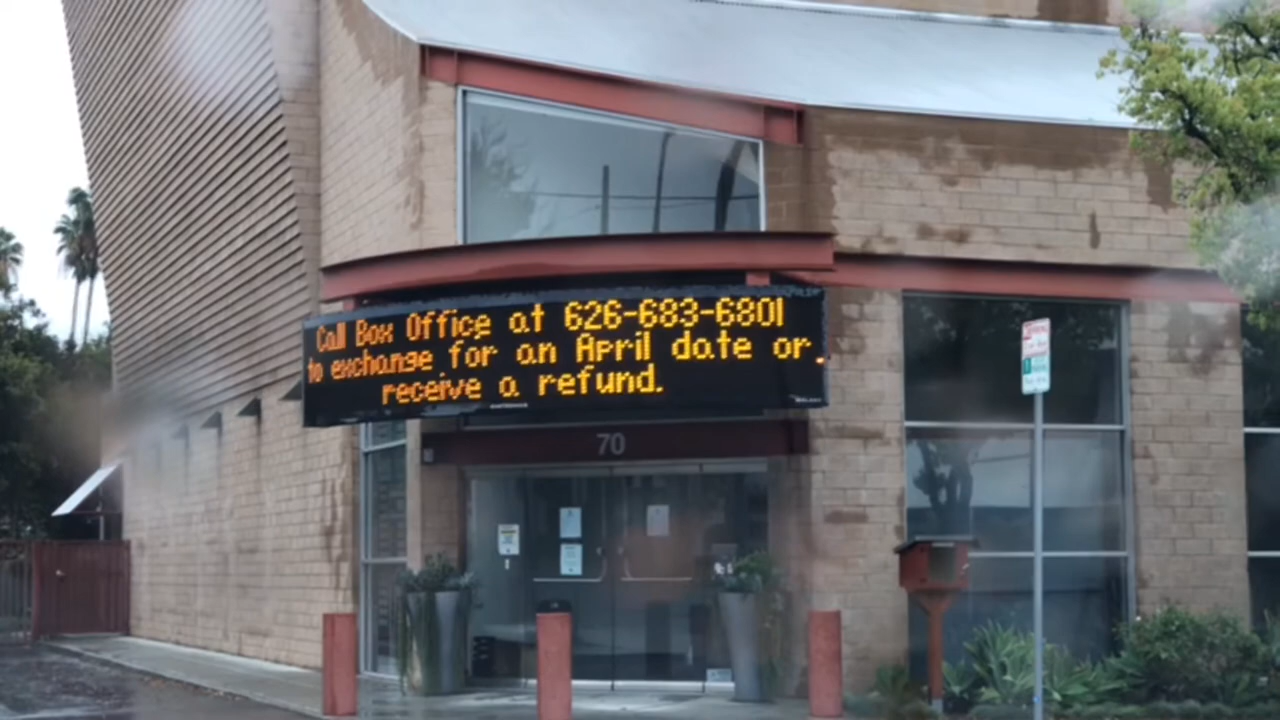 Call Box Office at 626-683-6801
to exchange for an April date or
receive a refund.
70